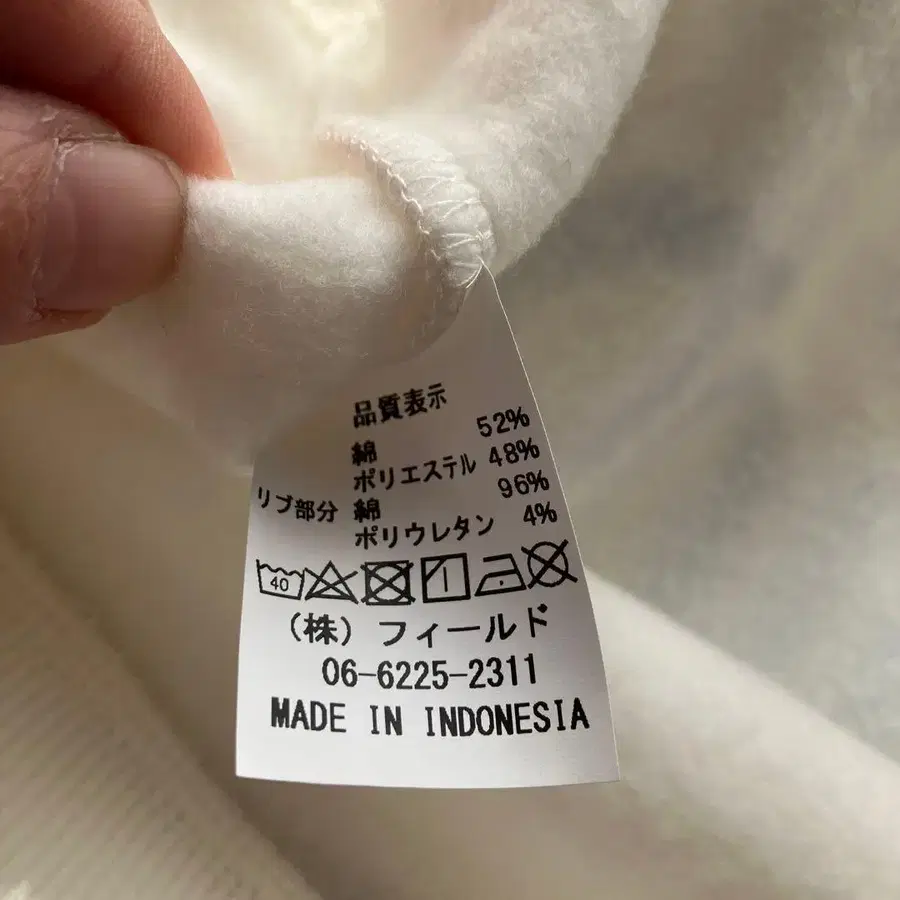 品質表示
綿 52%
ポリエステル 48%
リブ部分 綿 96%
ポリウレタン 4%
40
(株) フィールド
06-6225-2311
MADE IN INDONESIA